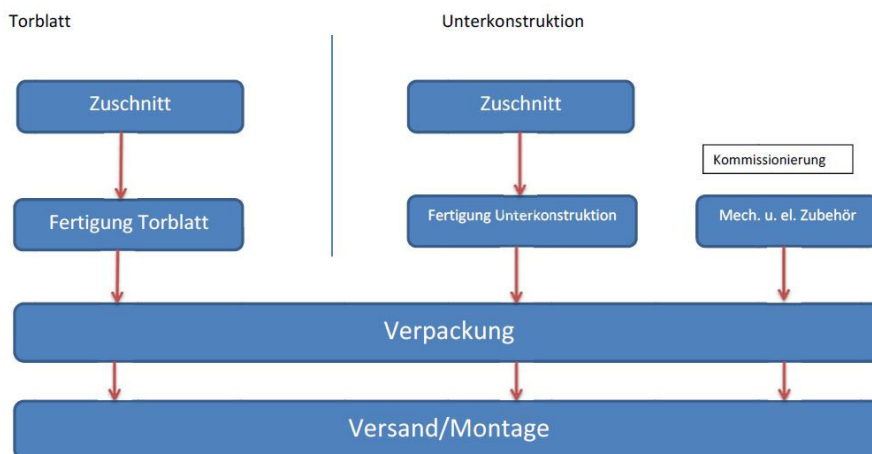 Torblatt
Unterkonstruktion
Zuschnitt
Zuschnitt
Kommissionierung
Fertigung Torblatt
Fertigung Unterkonstruktion
Mech. u. el. Zubehör
Verpackung
Versand/Montage